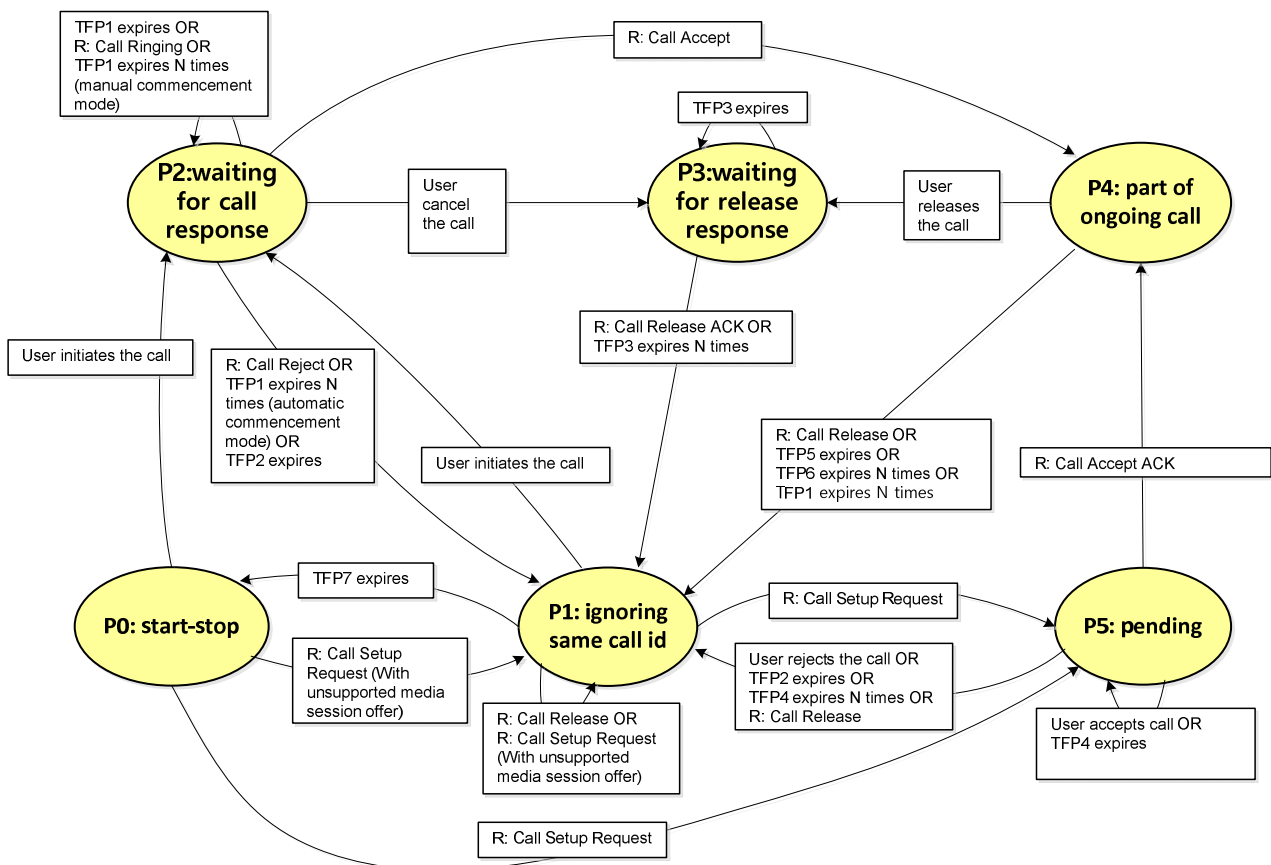 TFP1 expires OR
R: Call Ringing OR
TFP1 expires N times
(manual commencement
mode)
R: Call Accept
TFP3 expires
P2:waiting
for call
response
User
cancel
the call
P3:waiting
for release
response
User
releases
the call
P4: part of
ongoing call
User initiates the call
R: Call Reject OR
TFP1 expires N
times (automatic
commencement
mode) OR
TFP2 expires
User initiates the call
R: Call Release ACK OR
TFP3 expires N times
R: Call Release OR
TFP5 expires OR
TFP6 expires N times OR
TFP1 expires N times
R: Call Accept ACK
P0: start-stop
TFP7 expires
R: Call Setup
Request (With
unsupported media
session offer)
P1: ignoring
same call id
R: Call Release OR
R: Call Setup Request
(With unsupported
media session offer)
R: Call Setup Request
User rejects the call OR
TFP2 expires OR
TFP4 expires N times OR
R: Call Release
P5: pending
User accepts call OR
TFP4 expires
R: Call Setup Request